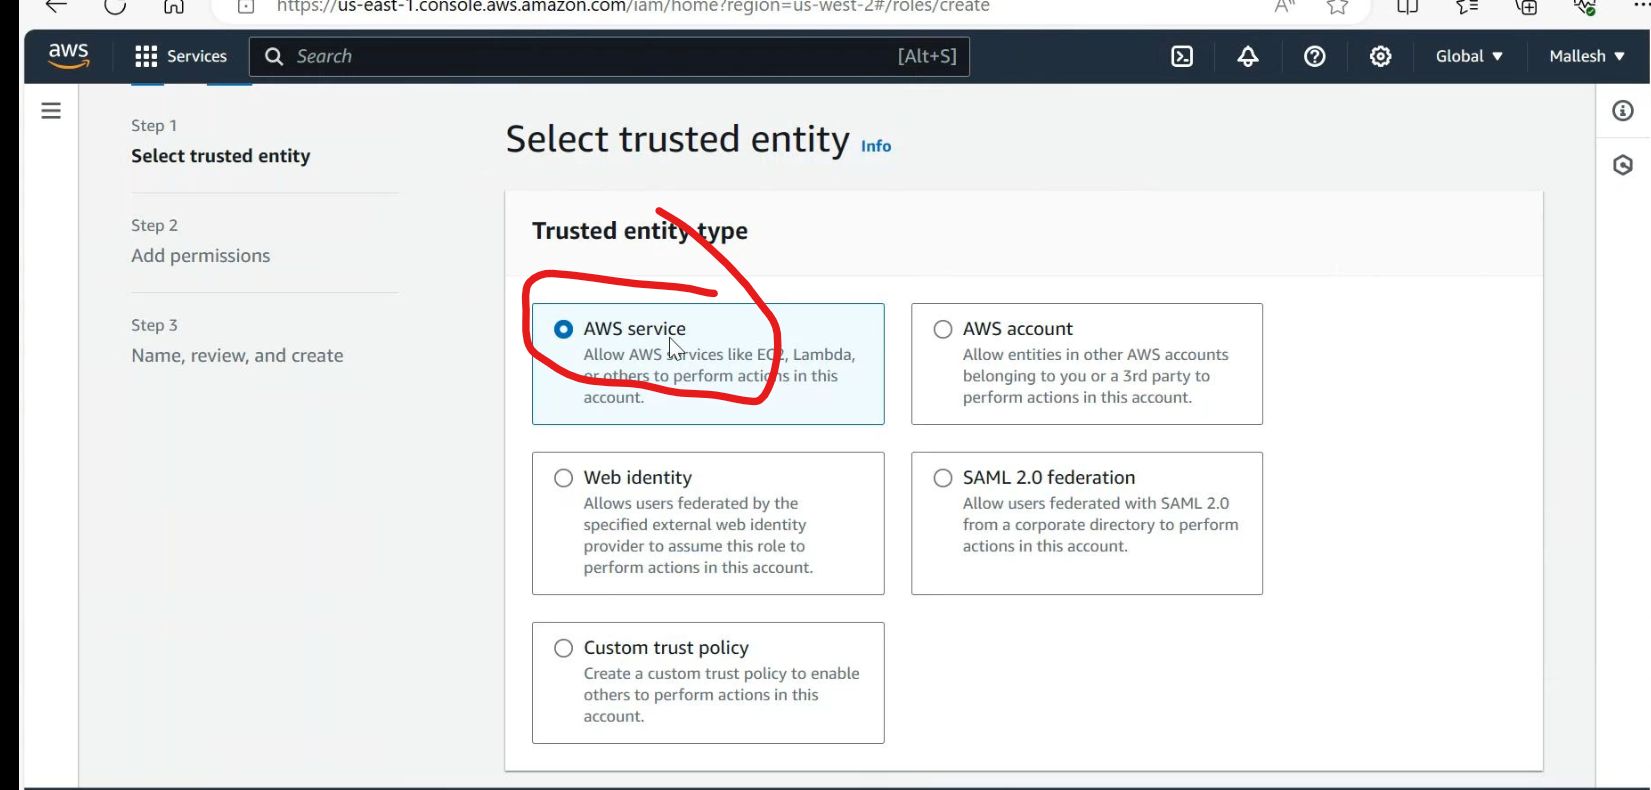 https://us-east-1.console.aws.amazon.com/iam/home?region=us-west-2#/roles/create
aws
Services
Search
[Alt+S]
Global
Mallesh
Step 1
Select trusted entity
Step 2
Add permissions
Step 3
Name, review, and create
Select trusted entity Info
Trusted entity type
AWS service
Allow AWS services like EC2, Lambda,
or others to perform actions in this
account.
AWS account
Allow entities in other AWS accounts
belonging to you or a 3rd party to
perform actions in this account.
Web identity
Allows users federated by the
specified external web identity
provider to assume this role to
perform actions in this account.
SAML 2.0 federation
Allow users federated with SAML 2.0
from a corporate directory to perform
actions in this account.
Custom trust policy
Create a custom trust policy to enable
others to perform actions in this
account.